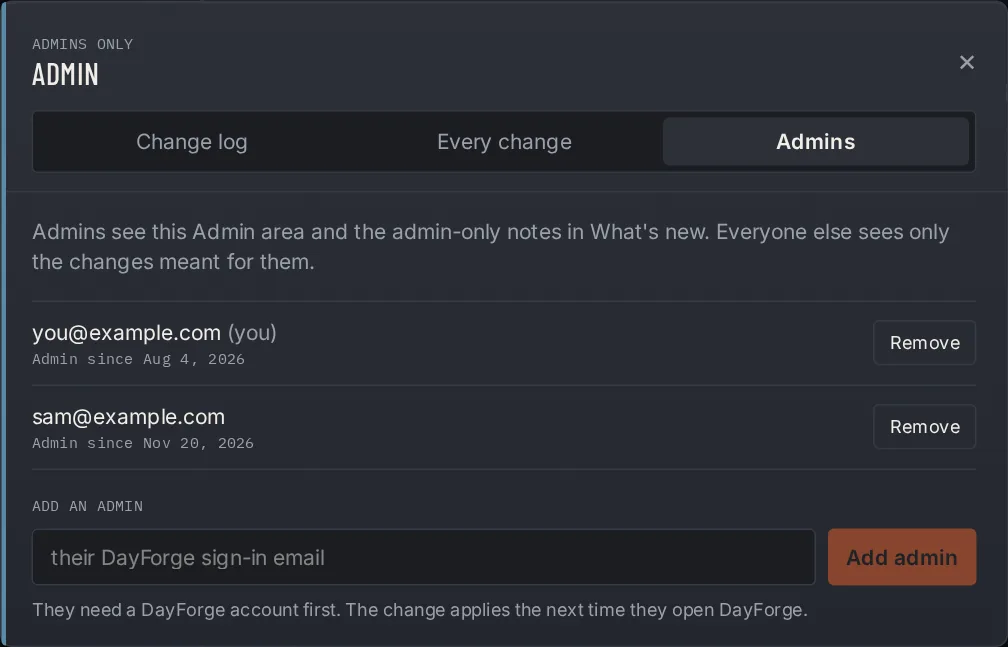 ADMINS ONLY
ADMIN
×
Change log
Every change
Admins
Admins see this Admin area and the admin-only notes in What's new. Everyone else sees only
the changes meant for them.
you@example.com (you)
Admin since Aug 4, 2026
Remove
sam@example.com
Admin since Nov 20, 2026
Remove
ADD AN ADMIN
their DayForge sign-in email
Add admin
They need a DayForge account first. The change applies the next time they open DayForge.